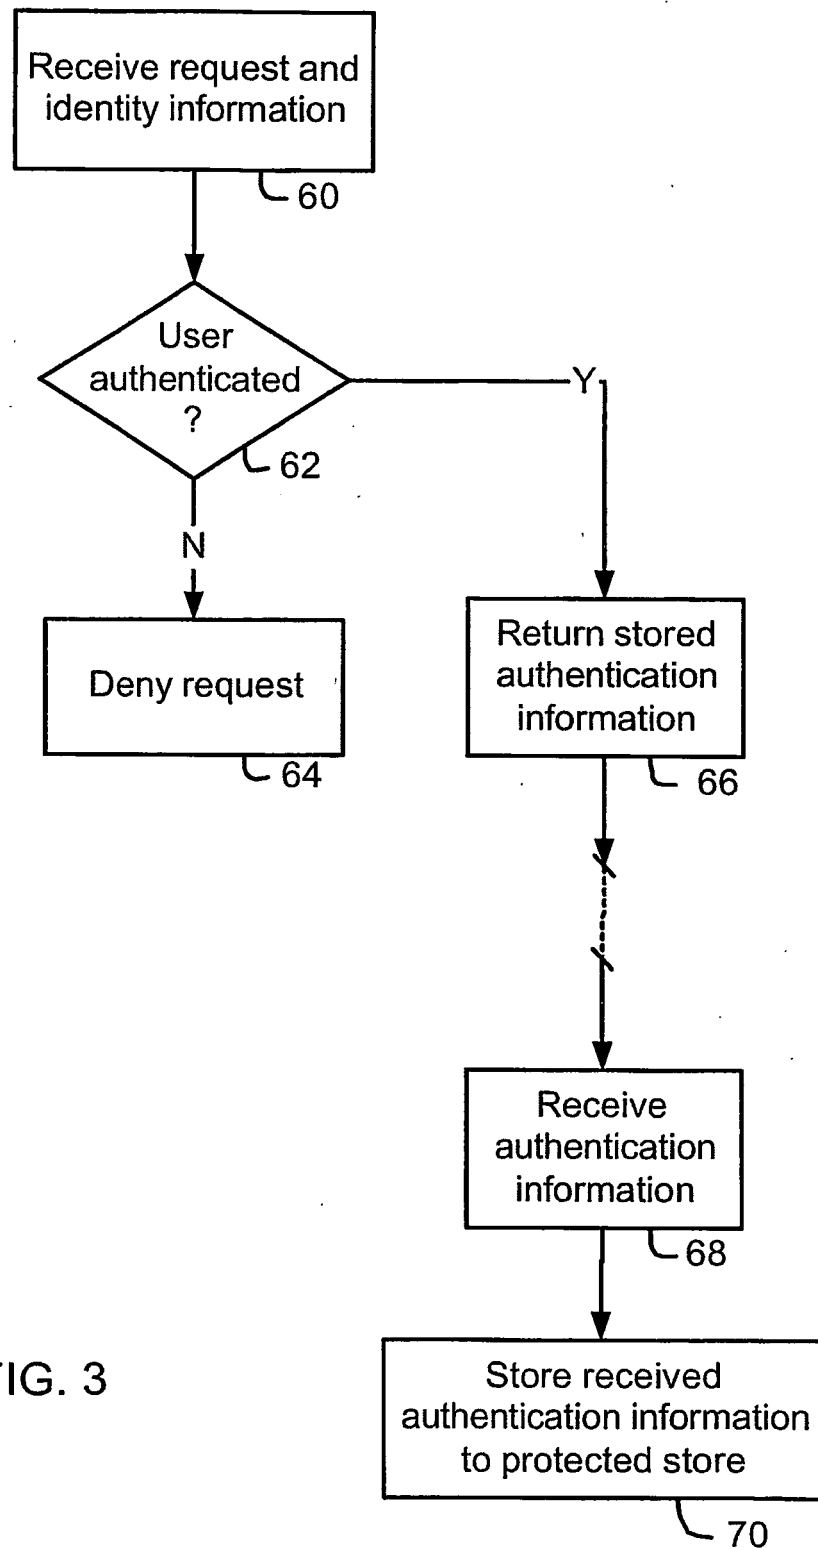 Receive request and
identity information
60
User
authenticated
?
62
Y
N
Deny request
64
Return stored
authentication
information
66
Receive
authentication
information
68
FIG. 3
Store received
authentication information
to protected store
70